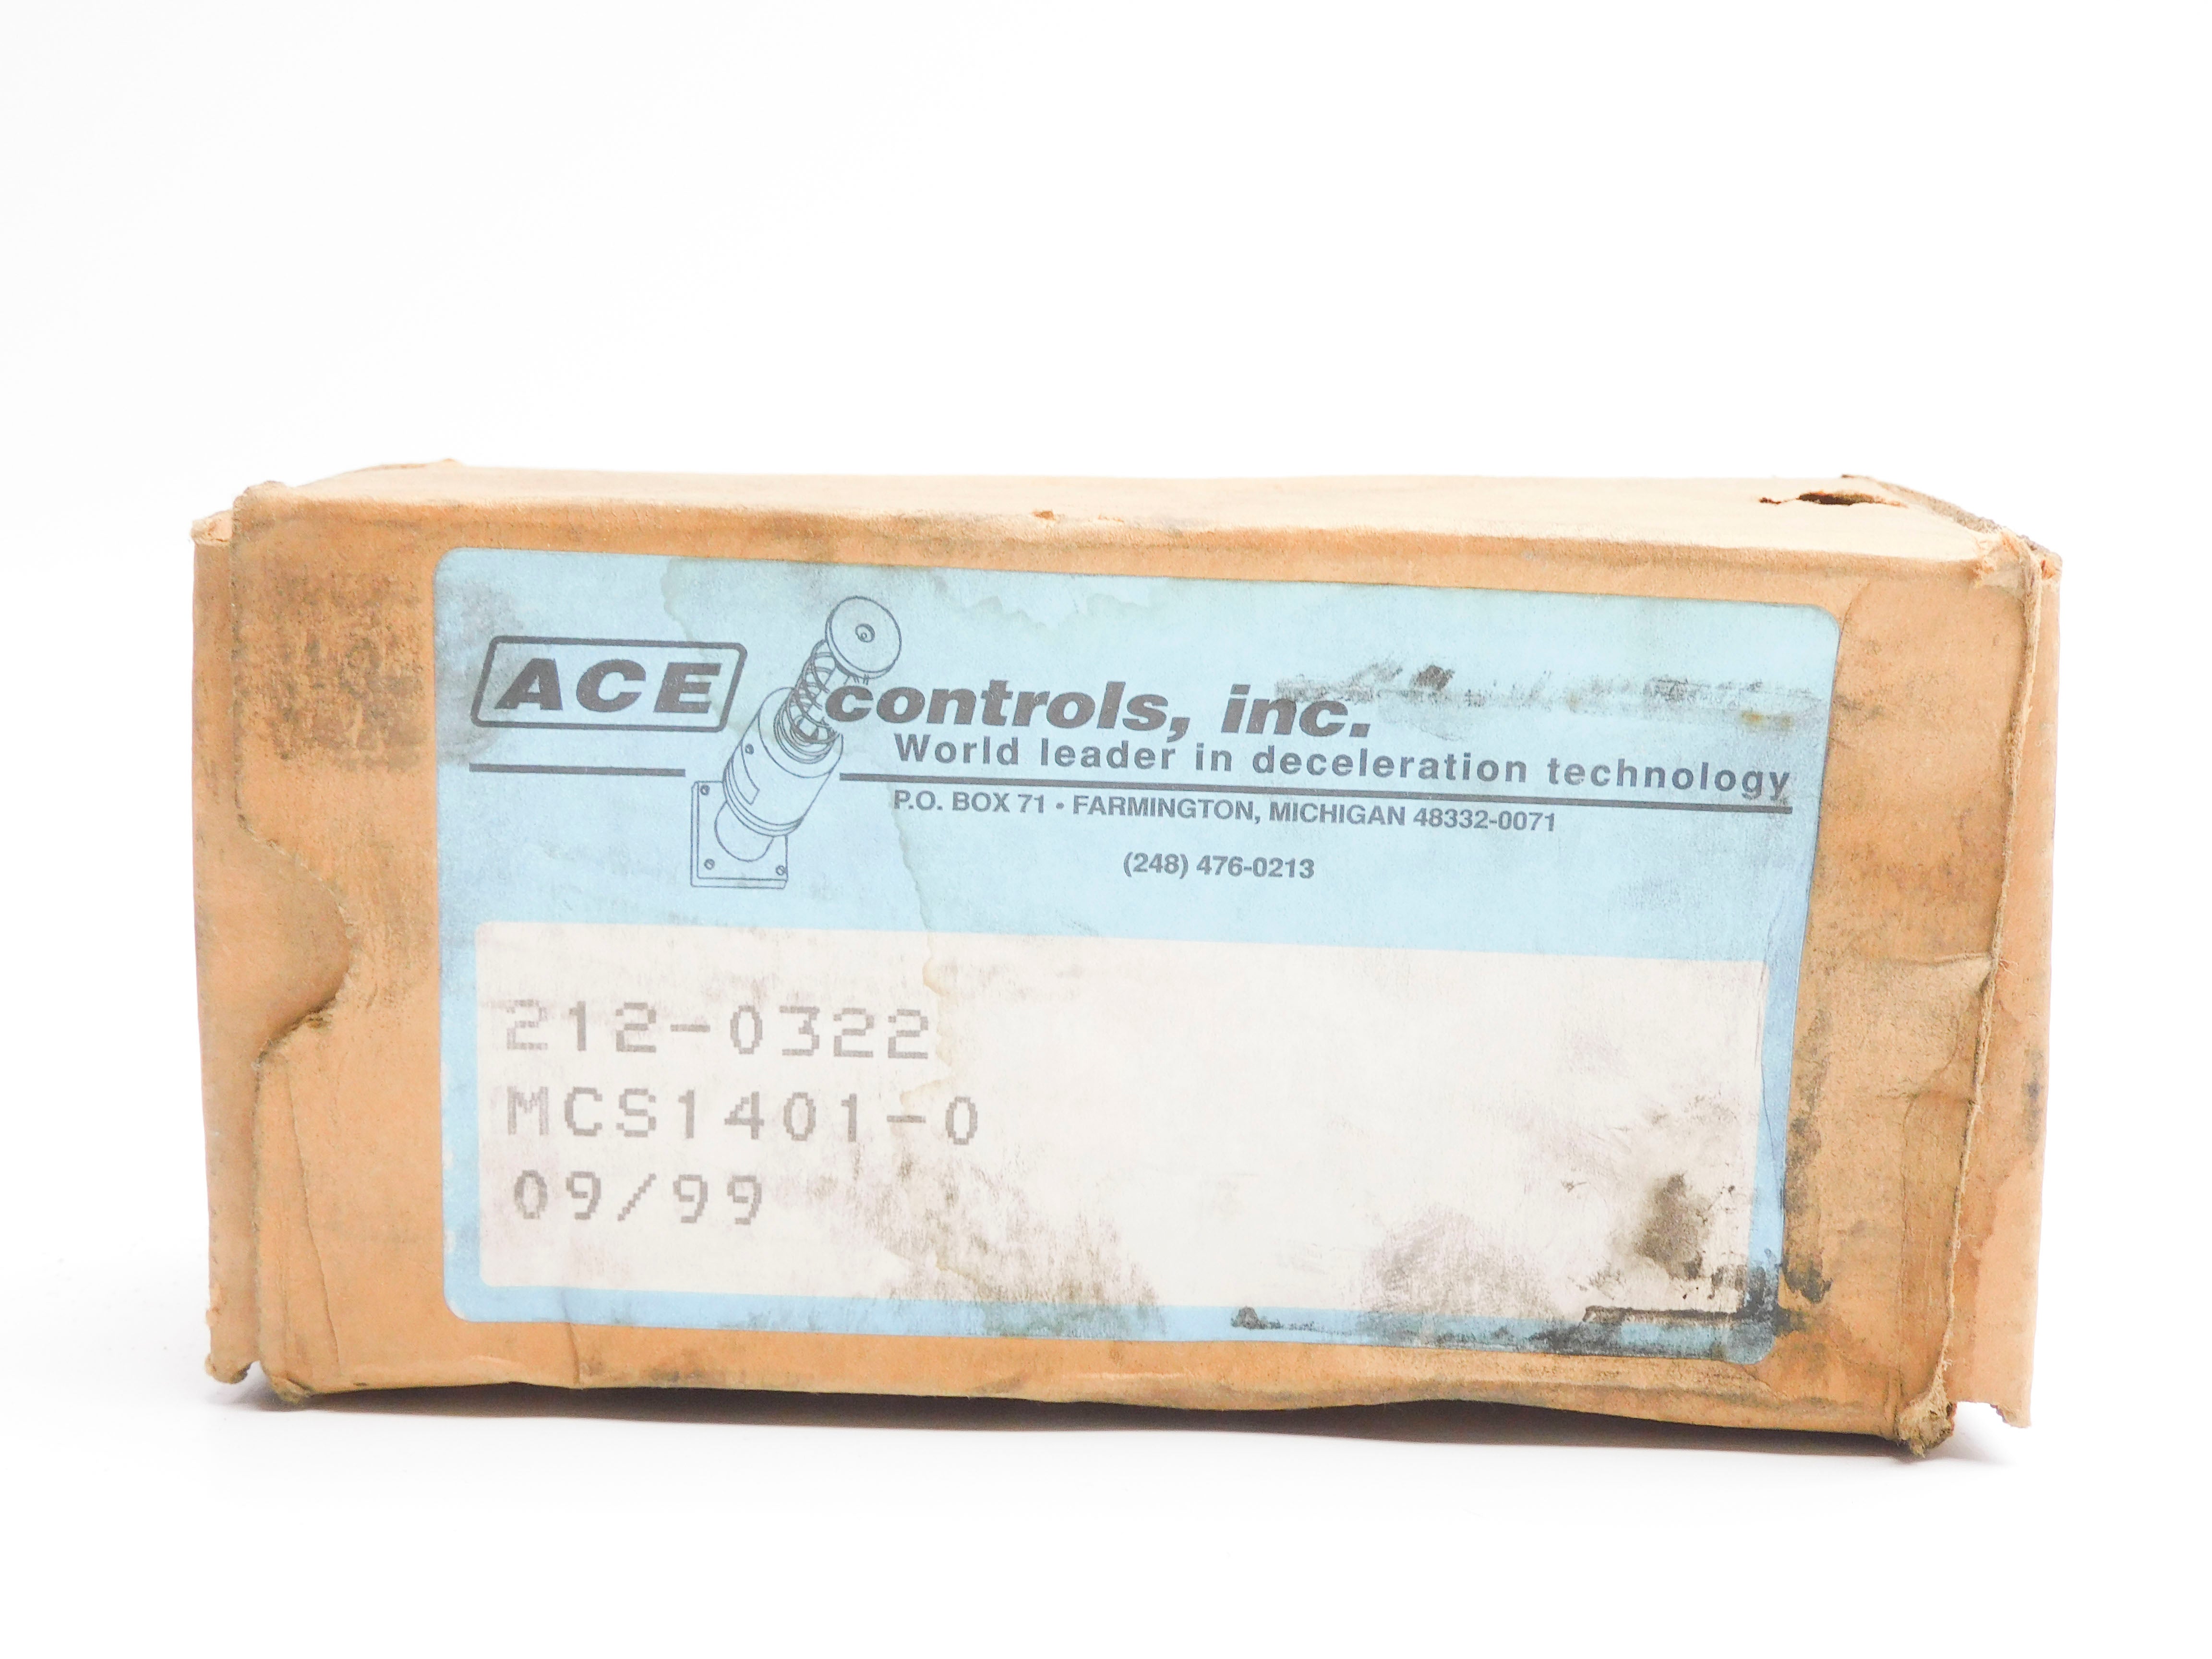 ACE controls, inc.
World leader in deceleration technology
P.O. BOX 71 • FARMINGTON, MICHIGAN 48332-0071
(248) 476-0213
212-0322
MCS1401-0
09/99